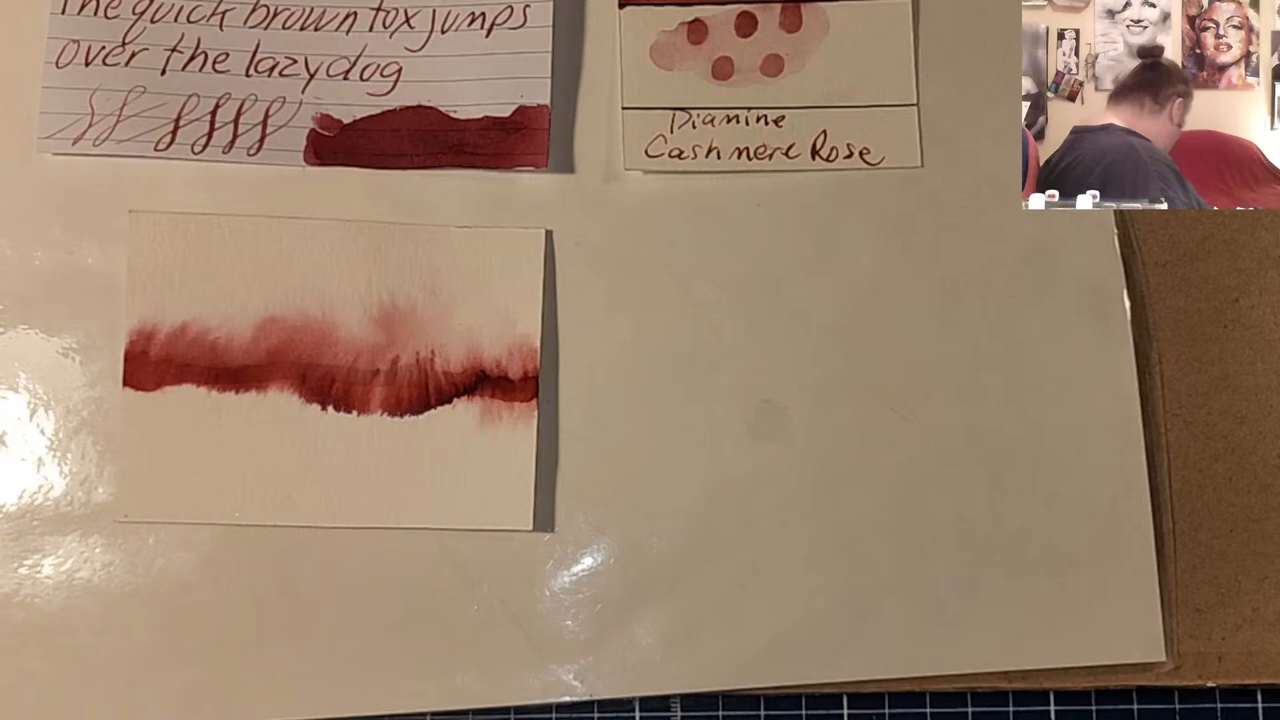 The quick brown fox jumps
over the lazy dog
Diamine
Cashmere Rose